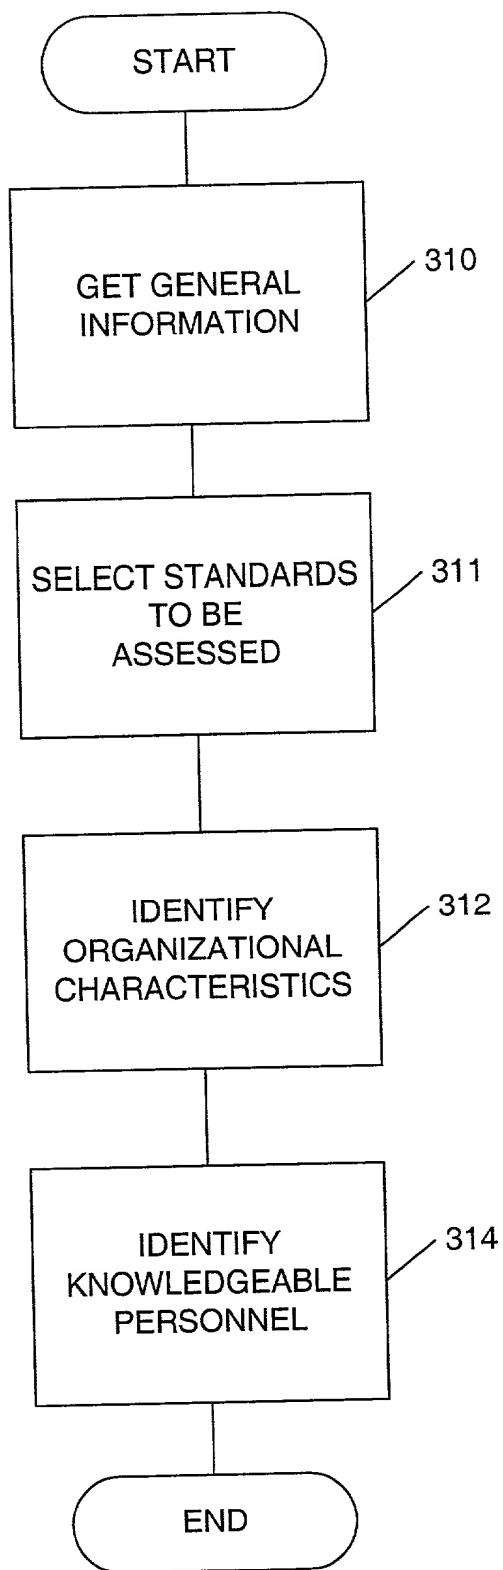 START
GET GENERAL
INFORMATION
310
SELECT STANDARDS
TO BE
ASSESSED
311
IDENTIFY
ORGANIZATIONAL
CHARACTERISTICS
312
IDENTIFY
KNOWLEDGEABLE
PERSONNEL
314
END